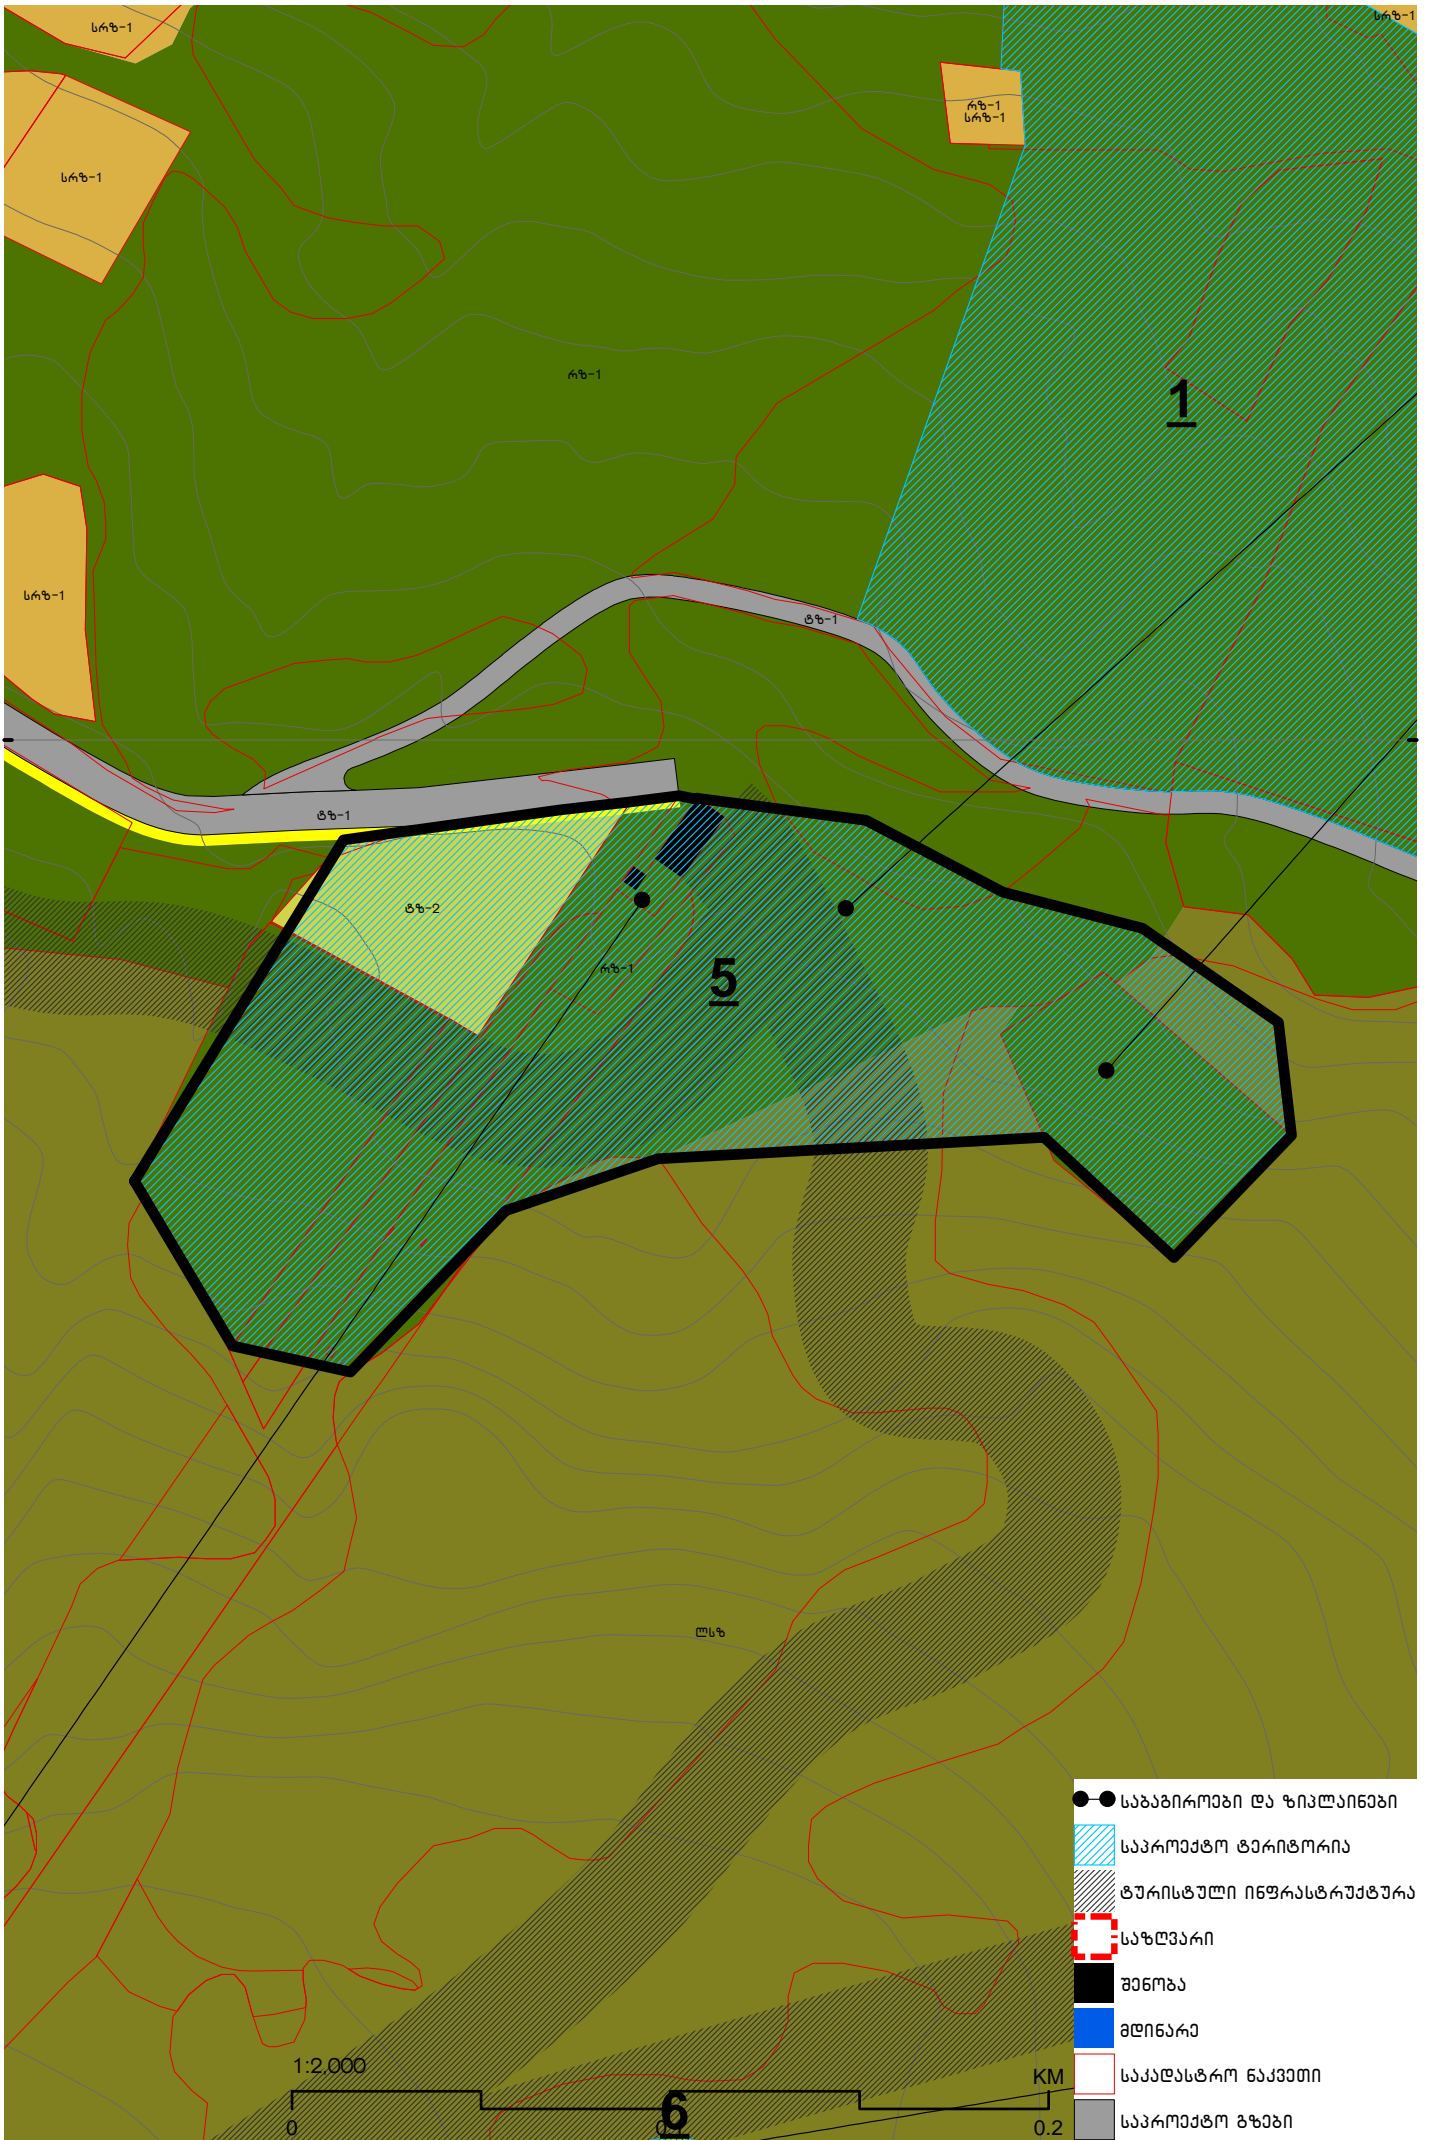 სრზ-1
სრზ-1
რზ-1
სრზ-1
სრზ-1
რზ-1
1
სრზ-1
ტზ-1
ტზ-1
ტზ-2
რზ-1
5
ლსზ
საბაგიროები და ზიპლაინები
საპროექტო ტერიტორია
ტურისტული ინფრასტრუქტურა
საზღვარი
შენობა
მდინარე
საკადასტრო ნაკვეთი
საპროექტო გზები
1:2,000
KM
0
6
0.2